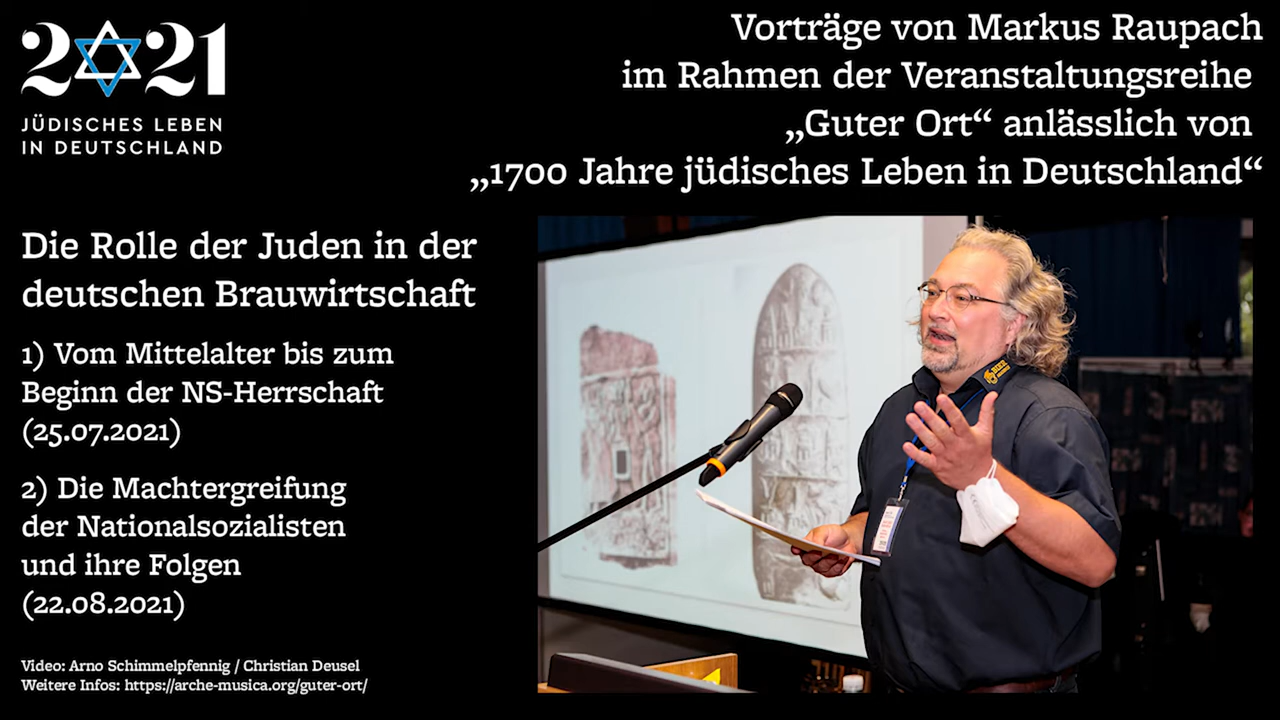 2021
JÜDISCHES LEBEN
IN DEUTSCHLAND
Vorträge von Markus Raupach
im Rahmen der Veranstaltungsreihe
„Guter Ort“ anlässlich von
„1700 Jahre jüdisches Leben in Deutschland“
Die Rolle der Juden in der
deutschen Brauwirtschaft
1) Vom Mittelalter bis zum
Beginn der NS-Herrschaft
(25.07.2021)
2) Die Machtergreifung
der Nationalsozialisten
und ihre Folgen
(22.08.2021)
Video: Arno Schimmelpfennig / Christian Deusel
Weitere Infos: https://arche-musica.org/guter-ort/
BIER